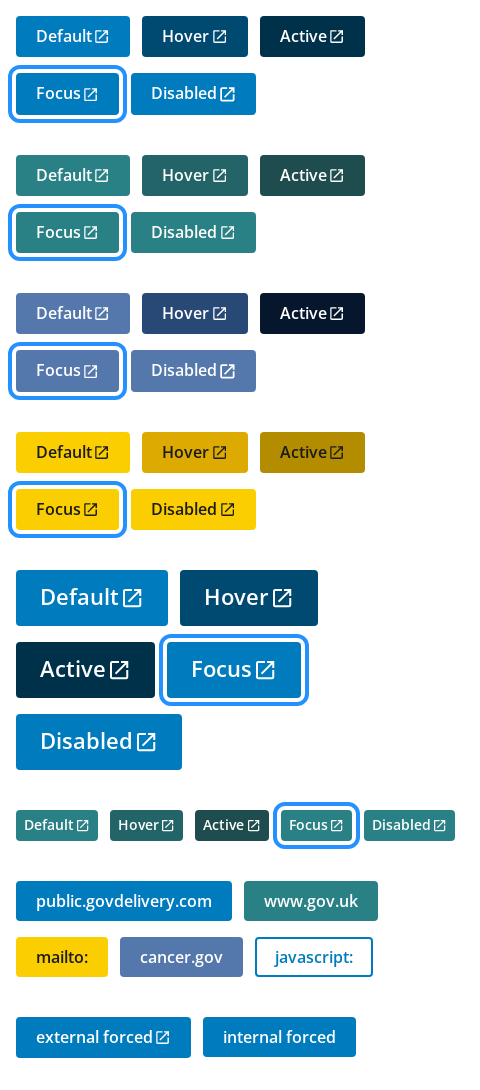 Default Hover Active
Focus Disabled
Default Hover Active
Focus Disabled
Default Hover Active
Focus Disabled
Default Hover Active
Focus Disabled
Default Hover
Active Focus
Disabled
Default Hover Active Focus Disabled
public.govdelivery.com www.gov.uk
mailto: cancer.gov javascript:
external forced internal forced